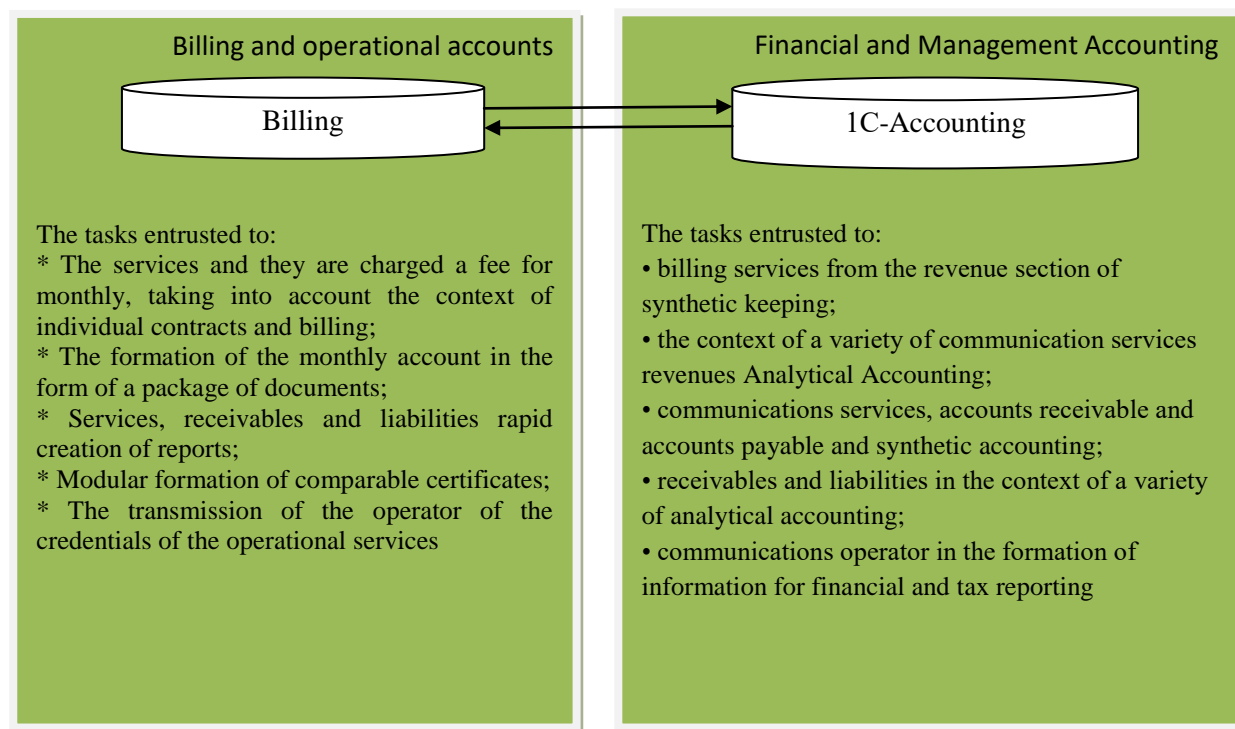 Billing and operational accounts
Billing
The tasks entrusted to:
* The services and they are charged a fee for
monthly, taking into account the context of
individual contracts and billing;
* The formation of the monthly account in the
form of a package of documents;
* Services, receivables and liabilities rapid
creation of reports;
* Modular formation of comparable certificates;
* The transmission of the operator of the
credentials of the operational services
Financial and Management Accounting
1C-Accounting
The tasks entrusted to:
• billing services from the revenue section of
synthetic keeping;
• the context of a variety of communication services
revenues Analytical Accounting;
• communications services, accounts receivable and
accounts payable and synthetic accounting;
• receivables and liabilities in the context of a variety
of analytical accounting;
• communications operator in the formation of
information for financial and tax reporting